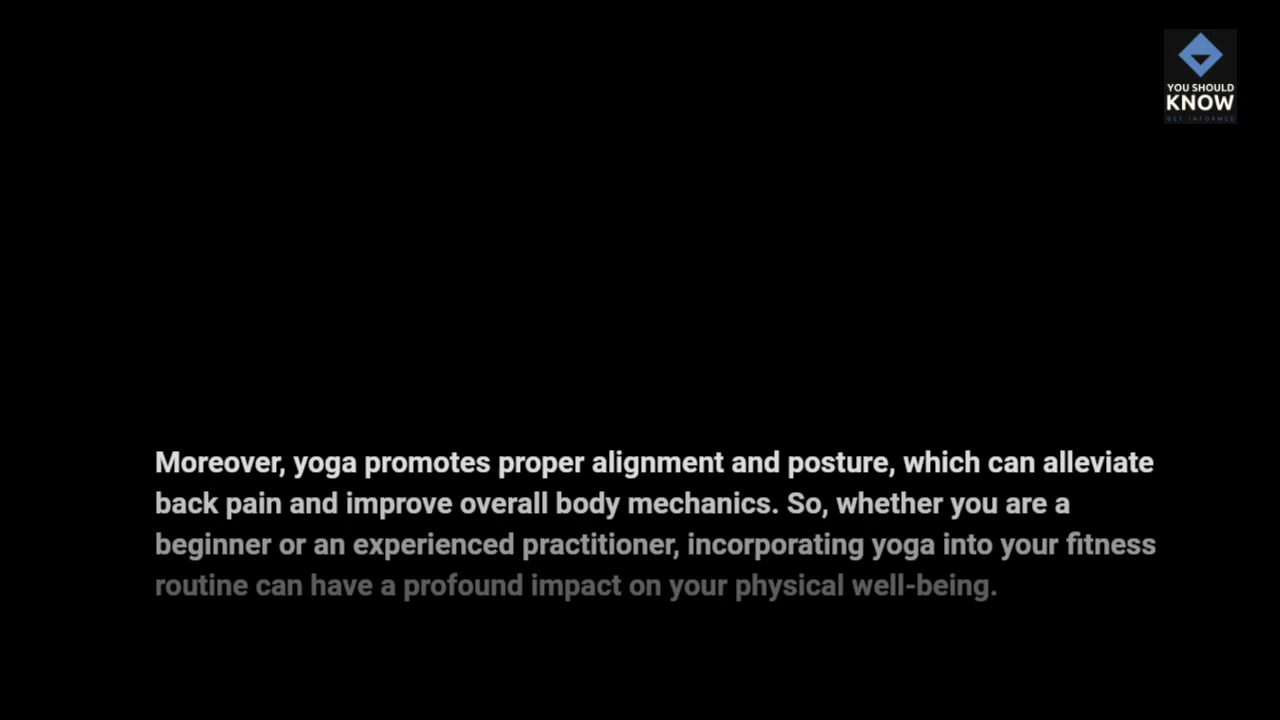 YOU SHOULD
KNOW
GET INFORMED
Moreover, yoga promotes proper alignment and posture, which can alleviate
back pain and improve overall body mechanics. So, whether you are a
beginner or an experienced practitioner, incorporating yoga into your fitness
routine can have a profound impact on your physical well-being.